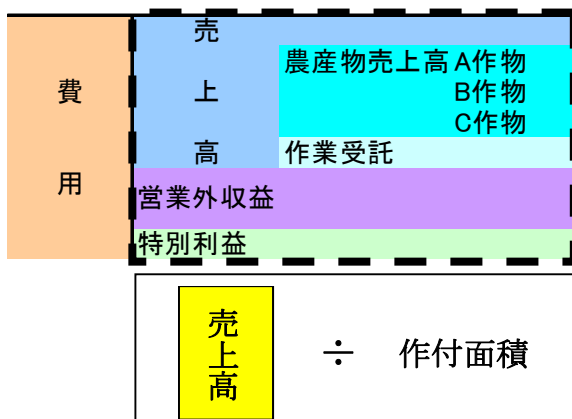 費用
売上高
農産物売上高A作物
B作物
C作物
作業受託
営業外収益
特別利益
売上高 ÷ 作付面積